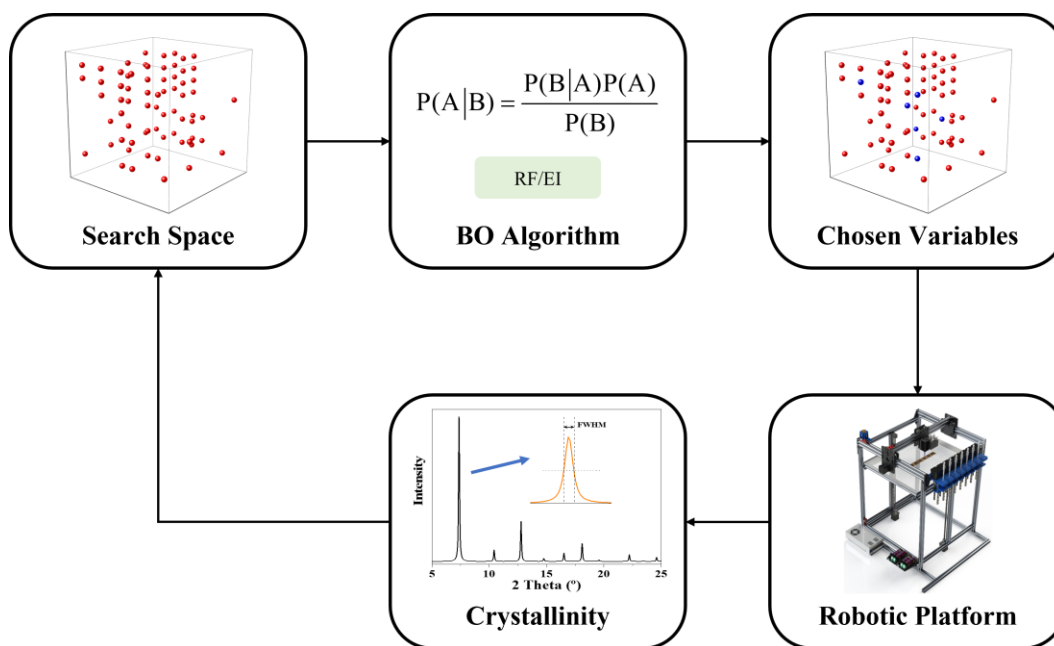 P(A|B) = P(B|A)P(A) / P(B)
RF/EI
Search Space
BO Algorithm
Chosen Variables
FWHM
Intensity
5 10 15 20 25
2 Theta (º)
Crystallinity
Robotic Platform